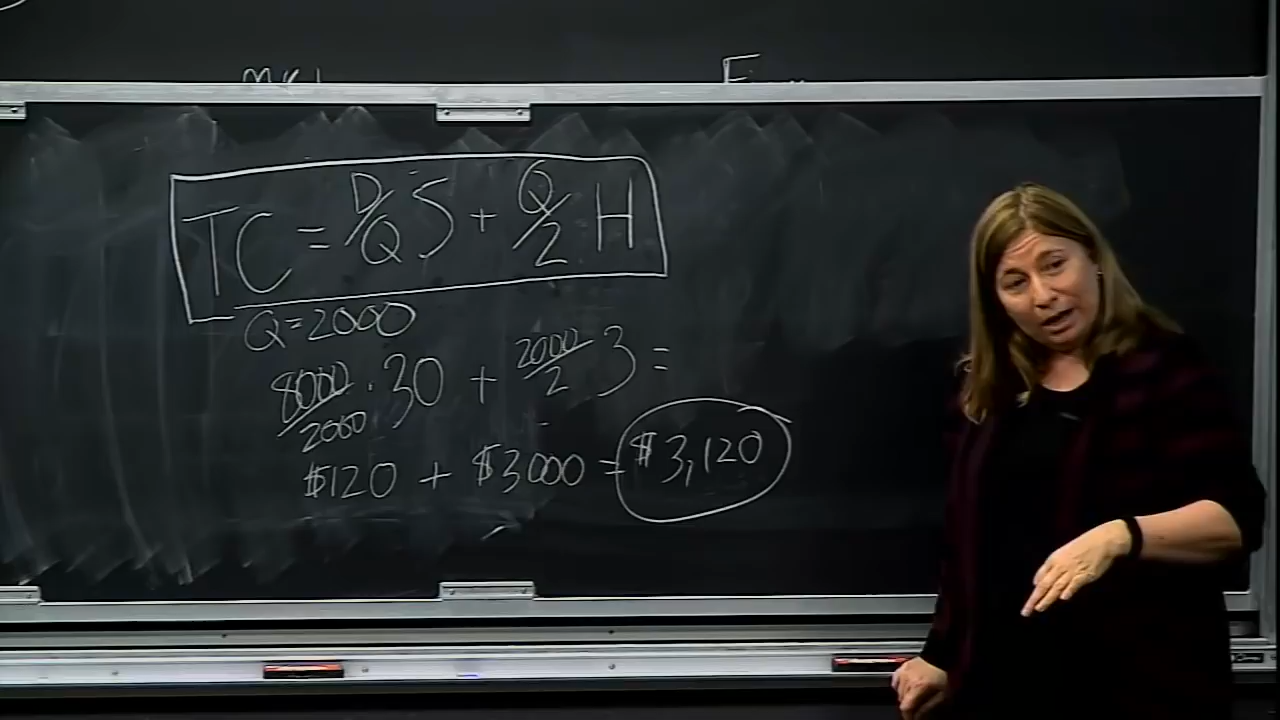 TC = D/Q S + Q/2 H
Q=2000
8000/2000 · 30 + 2000/2 3 =
$120 + $3000 = $3,120